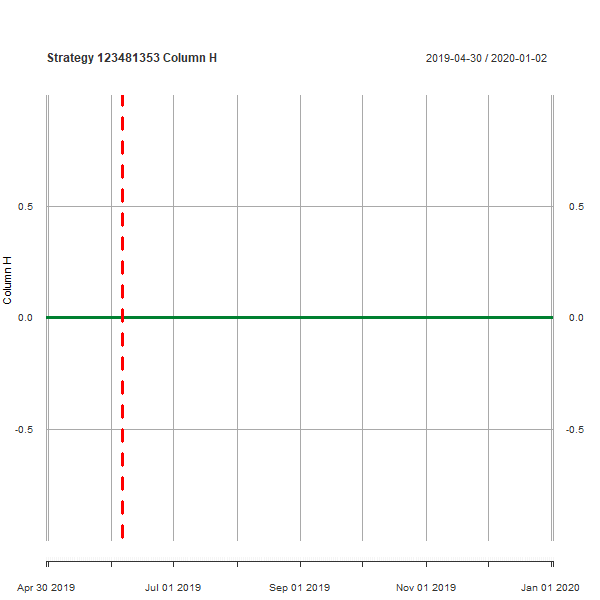 Strategy 123481353 Column H
2019-04-30 / 2020-01-02
0.5
0.5
Column H
0.0
0.0
-0.5
-0.5
Apr 30 2019
Jul 01 2019
Sep 01 2019
Nov 01 2019
Jan 01 2020